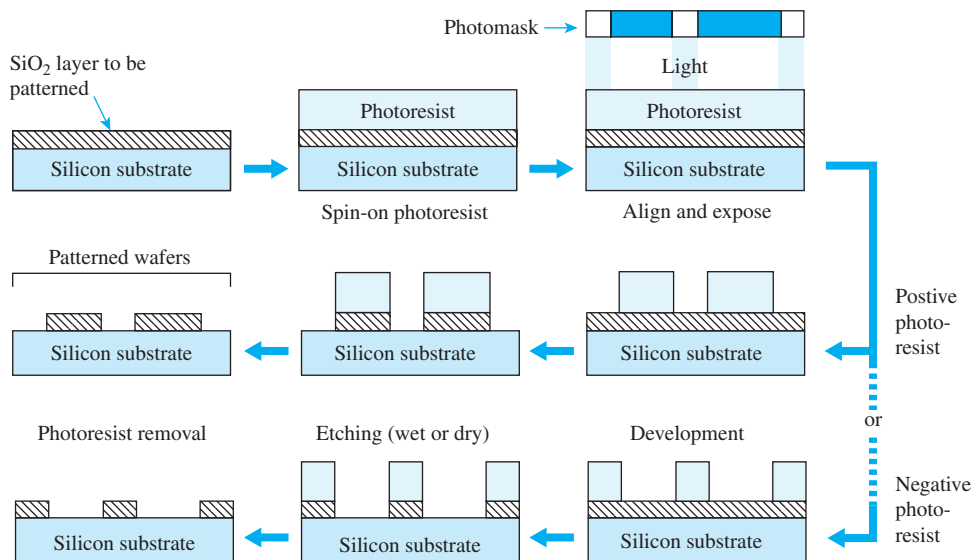 Photomask
SiO₂ layer to be
patterned
Light
Photoresist
Photoresist
Silicon substrate
Silicon substrate
Silicon substrate
Spin-on photoresist
Align and expose
Patterned wafers
Postive
photo-
resist
Silicon substrate
Silicon substrate
Silicon substrate
or
Photoresist removal
Etching (wet or dry)
Development
Negative
photo-
resist
Silicon substrate
Silicon substrate
Silicon substrate